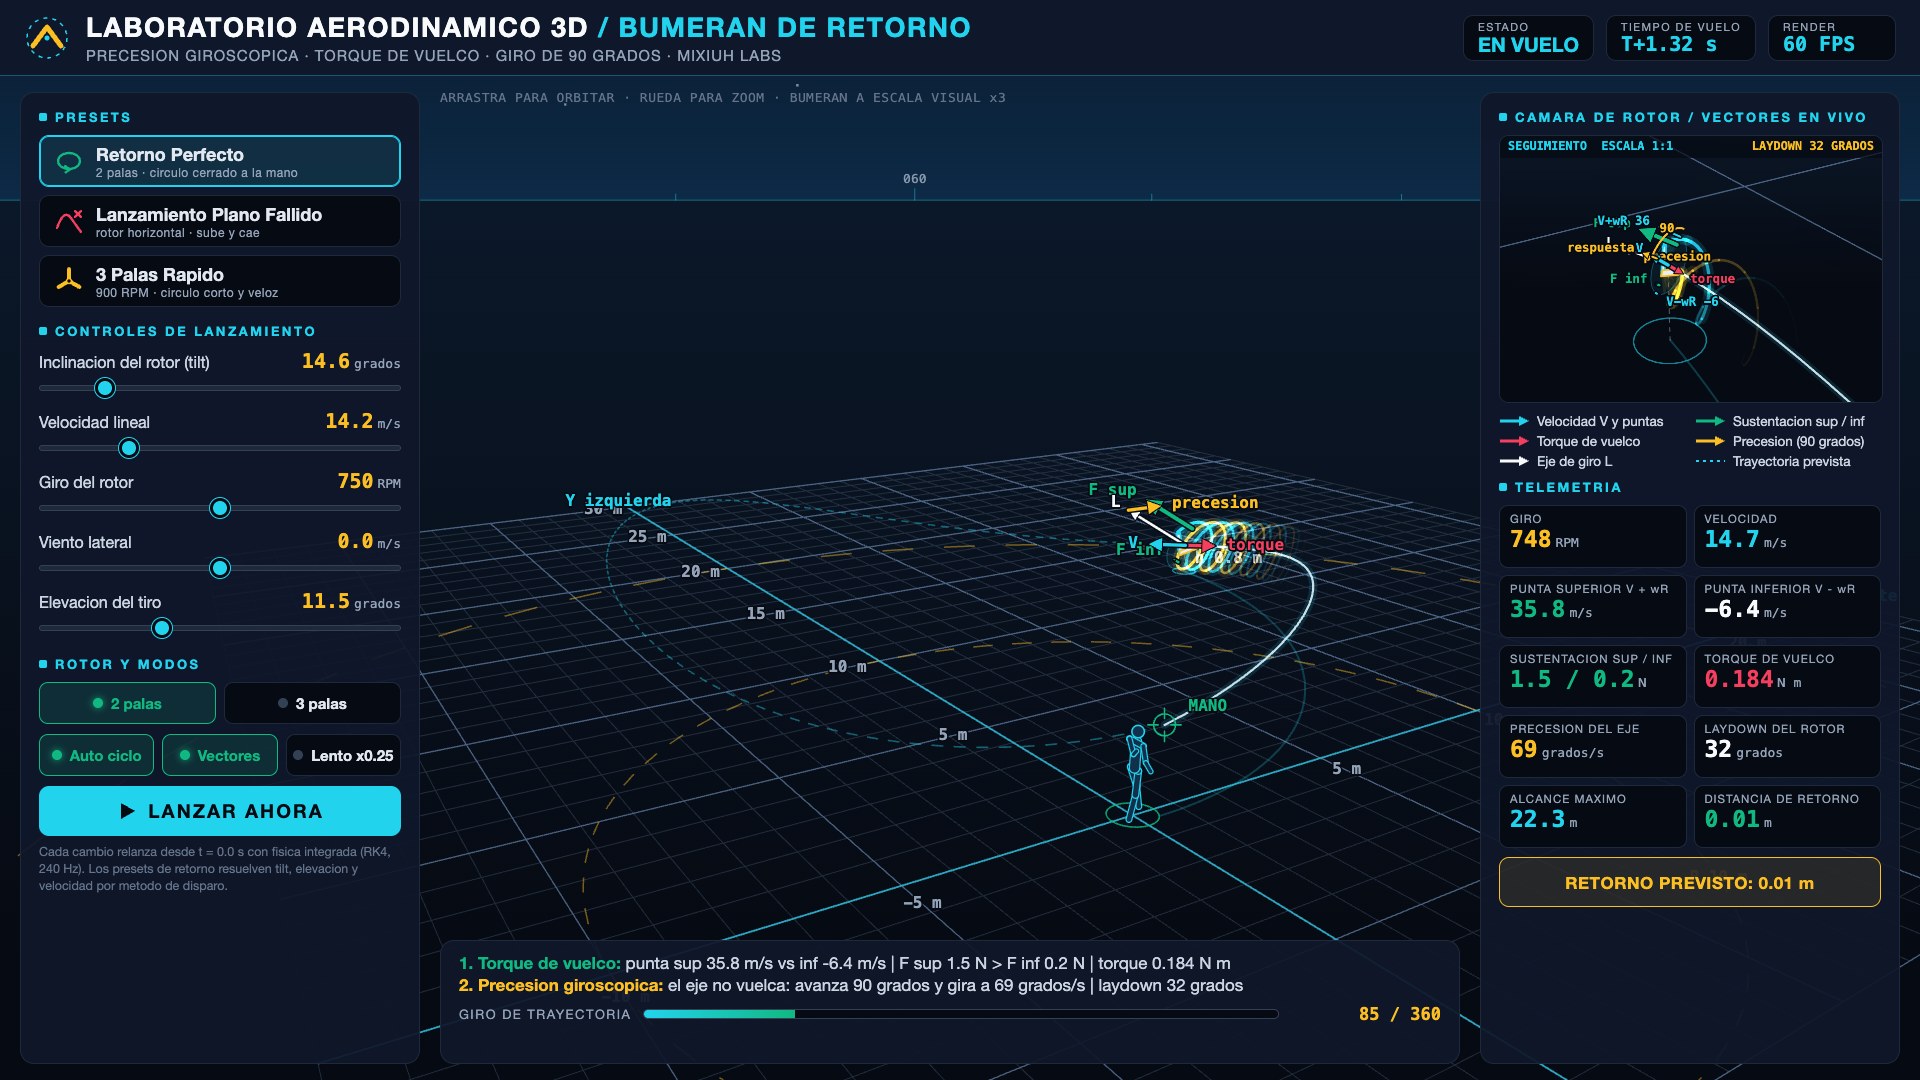 LABORATORIO AERODINAMICO 3D / BUMERAN DE RETORNO
PRECESION GIROSCOPICA · TORQUE DE VUELCO · GIRO DE 90 GRADOS · MIXIUH LABS
ESTADO
EN VUELO
TIEMPO DE VUELO
T+1.32 s
RENDER
60 FPS
PRESETS
Retorno Perfecto
2 palas · circulo cerrado a la mano
Lanzamiento Plano Fallido
rotor horizontal · sube y cae
3 Palas Rapido
900 RPM · circulo corto y veloz
CONTROLES DE LANZAMIENTO
Inclinacion del rotor (tilt) 14.6 grados
Velocidad lineal 14.2 m/s
Giro del rotor 750 RPM
Viento lateral 0.0 m/s
Elevacion del tiro 11.5 grados
ROTOR Y MODOS
2 palas
3 palas
Auto ciclo
Vectores
Lento x0.25
LANZAR AHORA
Cada cambio relanza desde t = 0.0 s con fisica integrada (RK4,
240 Hz). Los presets de retorno resuelven tilt, elevacion y
velocidad por metodo de disparo.
ARRASTRA PARA ORBITAR · RUEDA PARA ZOOM · BUMERAN A ESCALA VISUAL x3
060
Y izquierda
30 m
25 m
20 m
15 m
10 m
5 m
5 m
−5 m
F sup
L
precesion
F inf
V
torque
MANO
1. Torque de vuelco: punta sup 35.8 m/s vs inf -6.4 m/s | F sup 1.5 N > F inf 0.2 N | torque 0.184 N m
2. Precesion giroscopica: el eje no vuelca: avanza 90 grados y gira a 69 grados/s | laydown 32 grados
GIRO DE TRAYECTORIA 85 / 360
CAMARA DE ROTOR / VECTORES EN VIVO
SEGUIMIENTO ESCALA 1:1 LAYDOWN 32 GRADOS
V+wR 36
90
respuesta
V
precesion
F inf
torque
V−wR −6
Velocidad V y puntas
Sustentacion sup / inf
Torque de vuelco
Precesion (90 grados)
Eje de giro L
Trayectoria prevista
TELEMETRIA
GIRO
748 RPM
VELOCIDAD
14.7 m/s
PUNTA SUPERIOR V + wR
35.8 m/s
PUNTA INFERIOR V - wR
−6.4 m/s
SUSTENTACION SUP / INF
1.5 / 0.2 N
TORQUE DE VUELCO
0.184 N m
PRECESION DEL EJE
69 grados/s
LAYDOWN DEL ROTOR
32 grados
ALCANCE MAXIMO
22.3 m
DISTANCIA DE RETORNO
0.01 m
RETORNO PREVISTO: 0.01 m